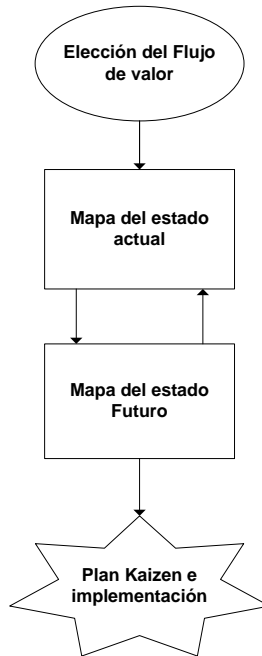 Elección del Flujo
de valor
Mapa del estado
actual
Mapa del estado
Futuro
Plan Kaizen e
implementación